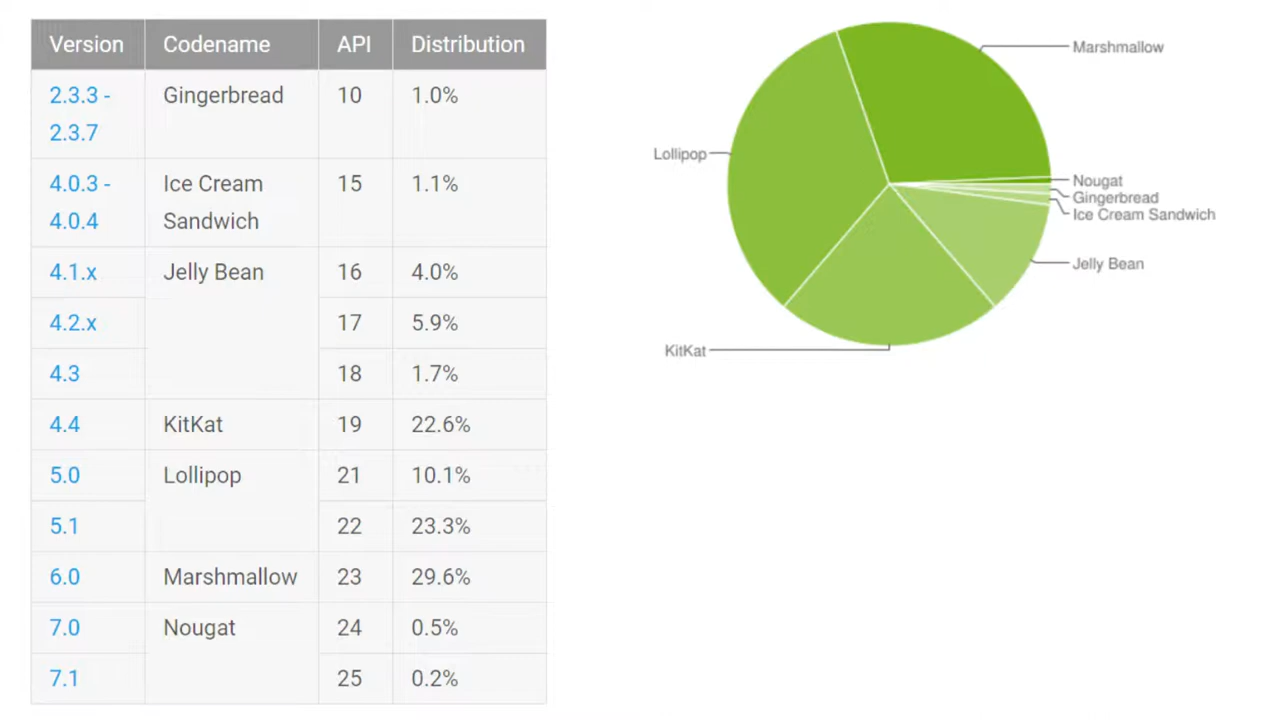 Version Codename API Distribution
2.3.3 - Gingerbread 10 1.0%
2.3.7
4.0.3 - Ice Cream 15 1.1%
4.0.4 Sandwich
4.1.x Jelly Bean 16 4.0%
4.2.x 17 5.9%
4.3 18 1.7%
4.4 KitKat 19 22.6%
5.0 Lollipop 21 10.1%
5.1 22 23.3%
6.0 Marshmallow 23 29.6%
7.0 Nougat 24 0.5%
7.1 25 0.2%
Marshmallow
Lollipop
Nougat
Gingerbread
Ice Cream Sandwich
Jelly Bean
KitKat